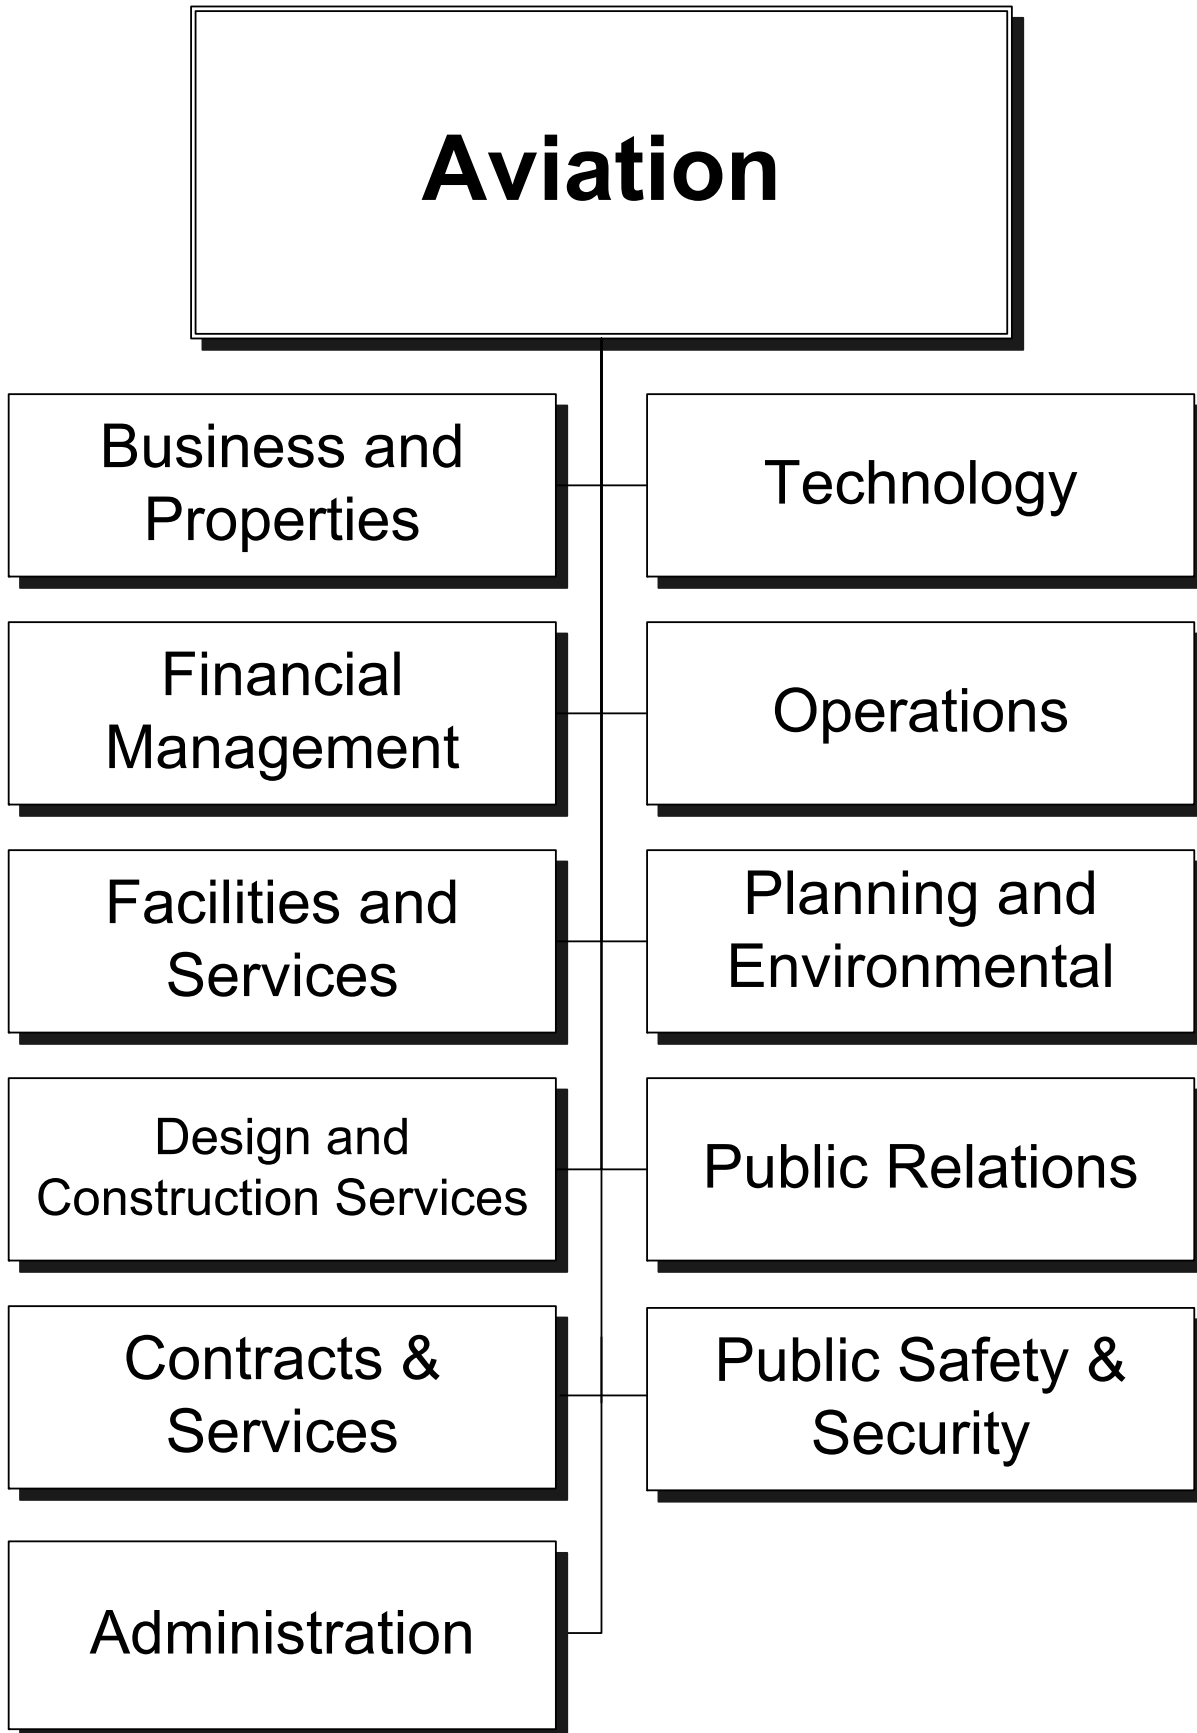 Aviation
Business and
Properties
Technology
Financial
Management
Operations
Facilities and
Services
Planning and
Environmental
Design and
Construction Services
Public Relations
Contracts &
Services
Public Safety &
Security
Administration